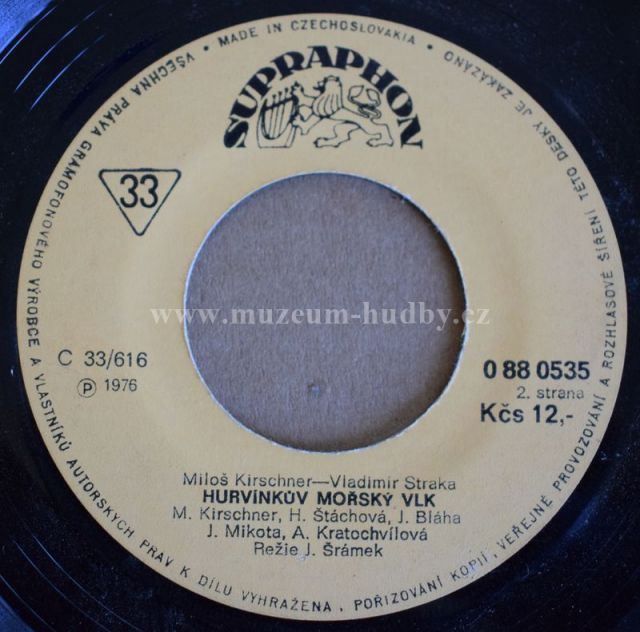 MADE IN CZECHOSLOVAKIA
VŠECHNA PRÁVA GRAMOFONOVÉHO VÝROBCE A VLASTNÍKŮ AUTORSKÝCH PRÁV K DÍLU VYHRAŽENA. POŘIZOVÁNÍ KOPIÍ, VEŘEJNÉ PROVOZOVÁNÍ A ROZHLASOVÉ ŠÍŘENÍ TÉTO DESKY JE ZAKÁZÁNO
SUPRAPHON
33
www.muzeum-hudby.cz
C 33/616
℗ 1976
0 88 0535
2. strana
Kčs 12,-
Miloš Kirschner—Vladimír Straka
HURVÍNKŮV MOŘSKÝ VLK
M. Kirschner, H. Štáchová, J. Bláha
J. Mikota, A. Kratochvílová
Režie J. Šrámek